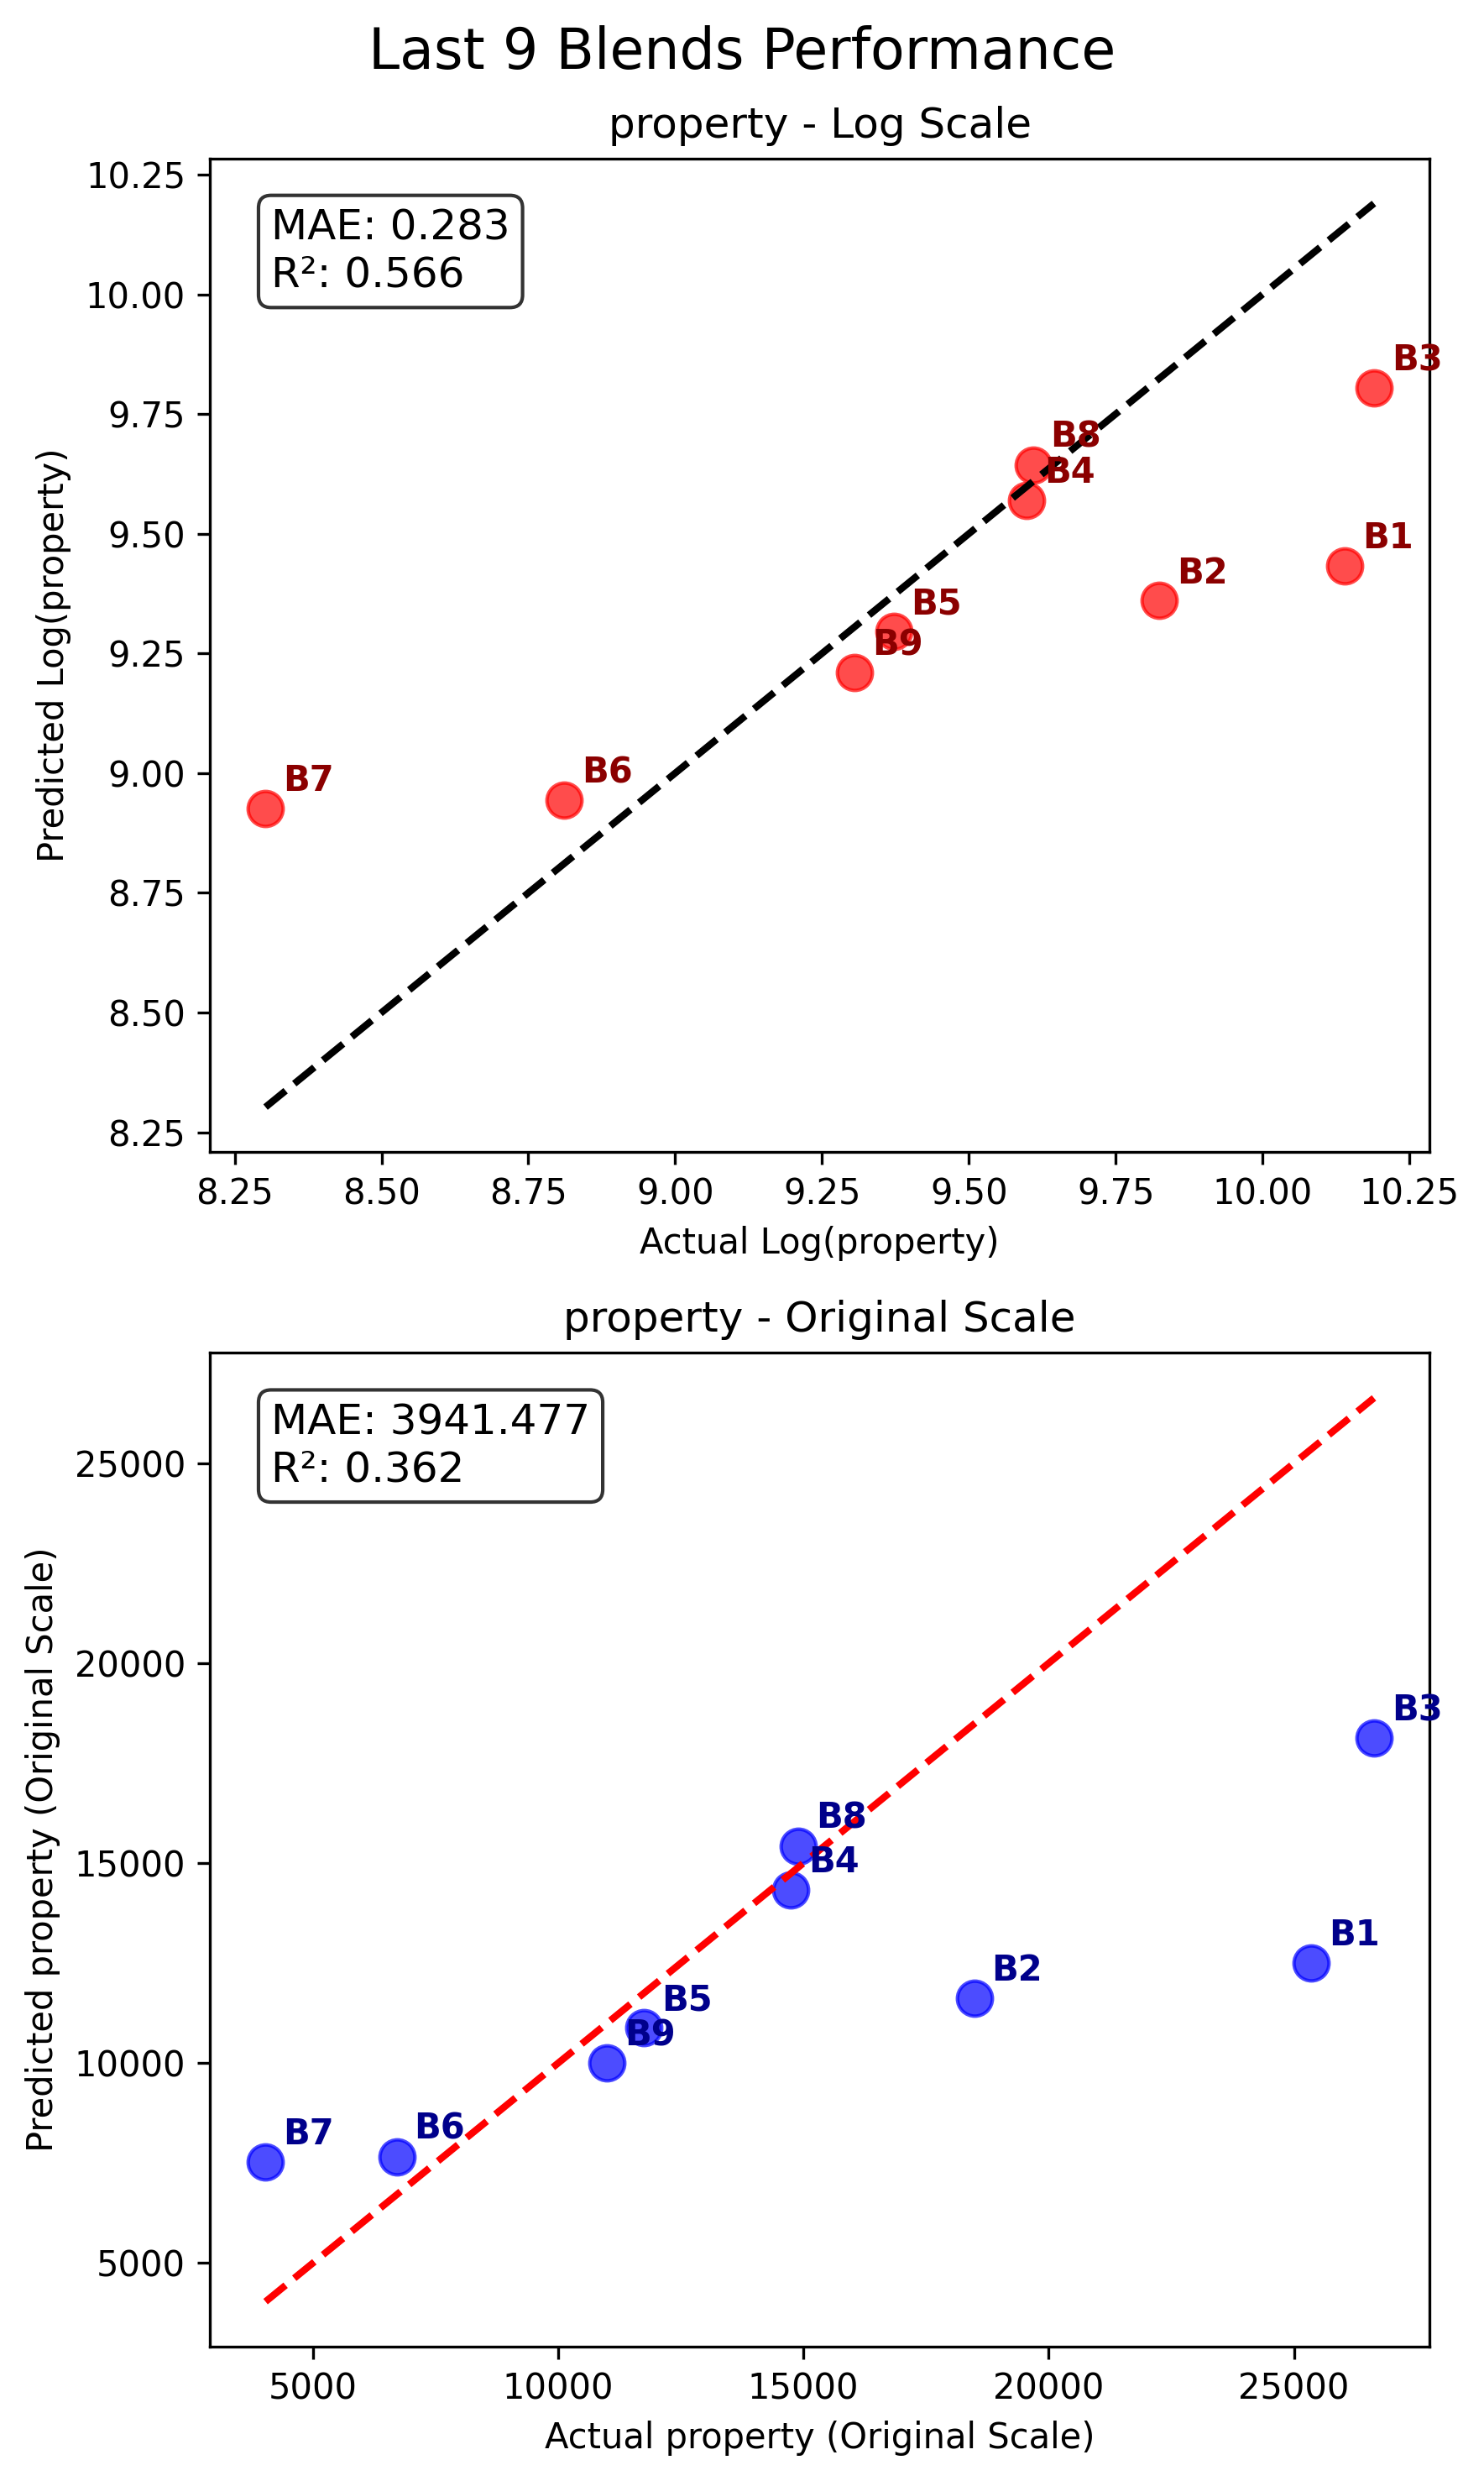 Last 9 Blends Performance
property - Log Scale
MAE: 0.283
R²: 0.566
10.25
10.00
9.75
9.50
9.25
9.00
8.75
8.50
8.25
Predicted Log(property)
B3
B8
B4
B1
B2
B5
B9
B6
B7
8.25 8.50 8.75 9.00 9.25 9.50 9.75 10.00 10.25
Actual Log(property)
property - Original Scale
MAE: 3941.477
R²: 0.362
25000
20000
15000
10000
5000
Predicted property (Original Scale)
B3
B8
B4
B1
B2
B5
B9
B6
B7
5000 10000 15000 20000 25000
Actual property (Original Scale)